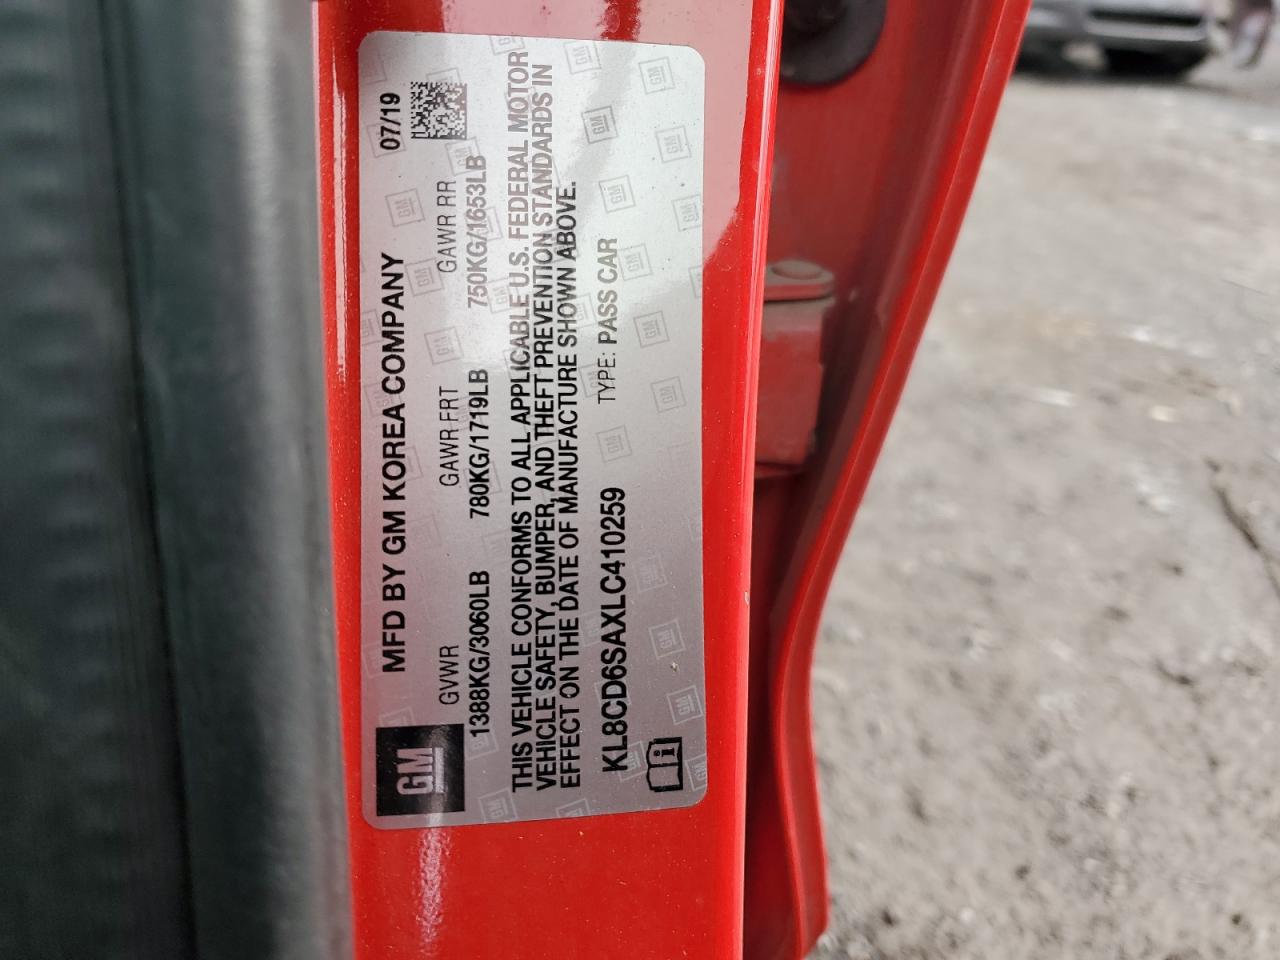 GM
MFD BY GM KOREA COMPANY 07/19
GVWR GAWR FRT GAWR RR
1388KG/3060LB 780KG/1719LB 750KG/1653LB
THIS VEHICLE CONFORMS TO ALL APPLICABLE U.S. FEDERAL MOTOR
VEHICLE SAFETY, BUMPER, AND THEFT PREVENTION STANDARDS IN
EFFECT ON THE DATE OF MANUFACTURE SHOWN ABOVE.
KL8CD6SAXLC410259 TYPE: PASS CAR